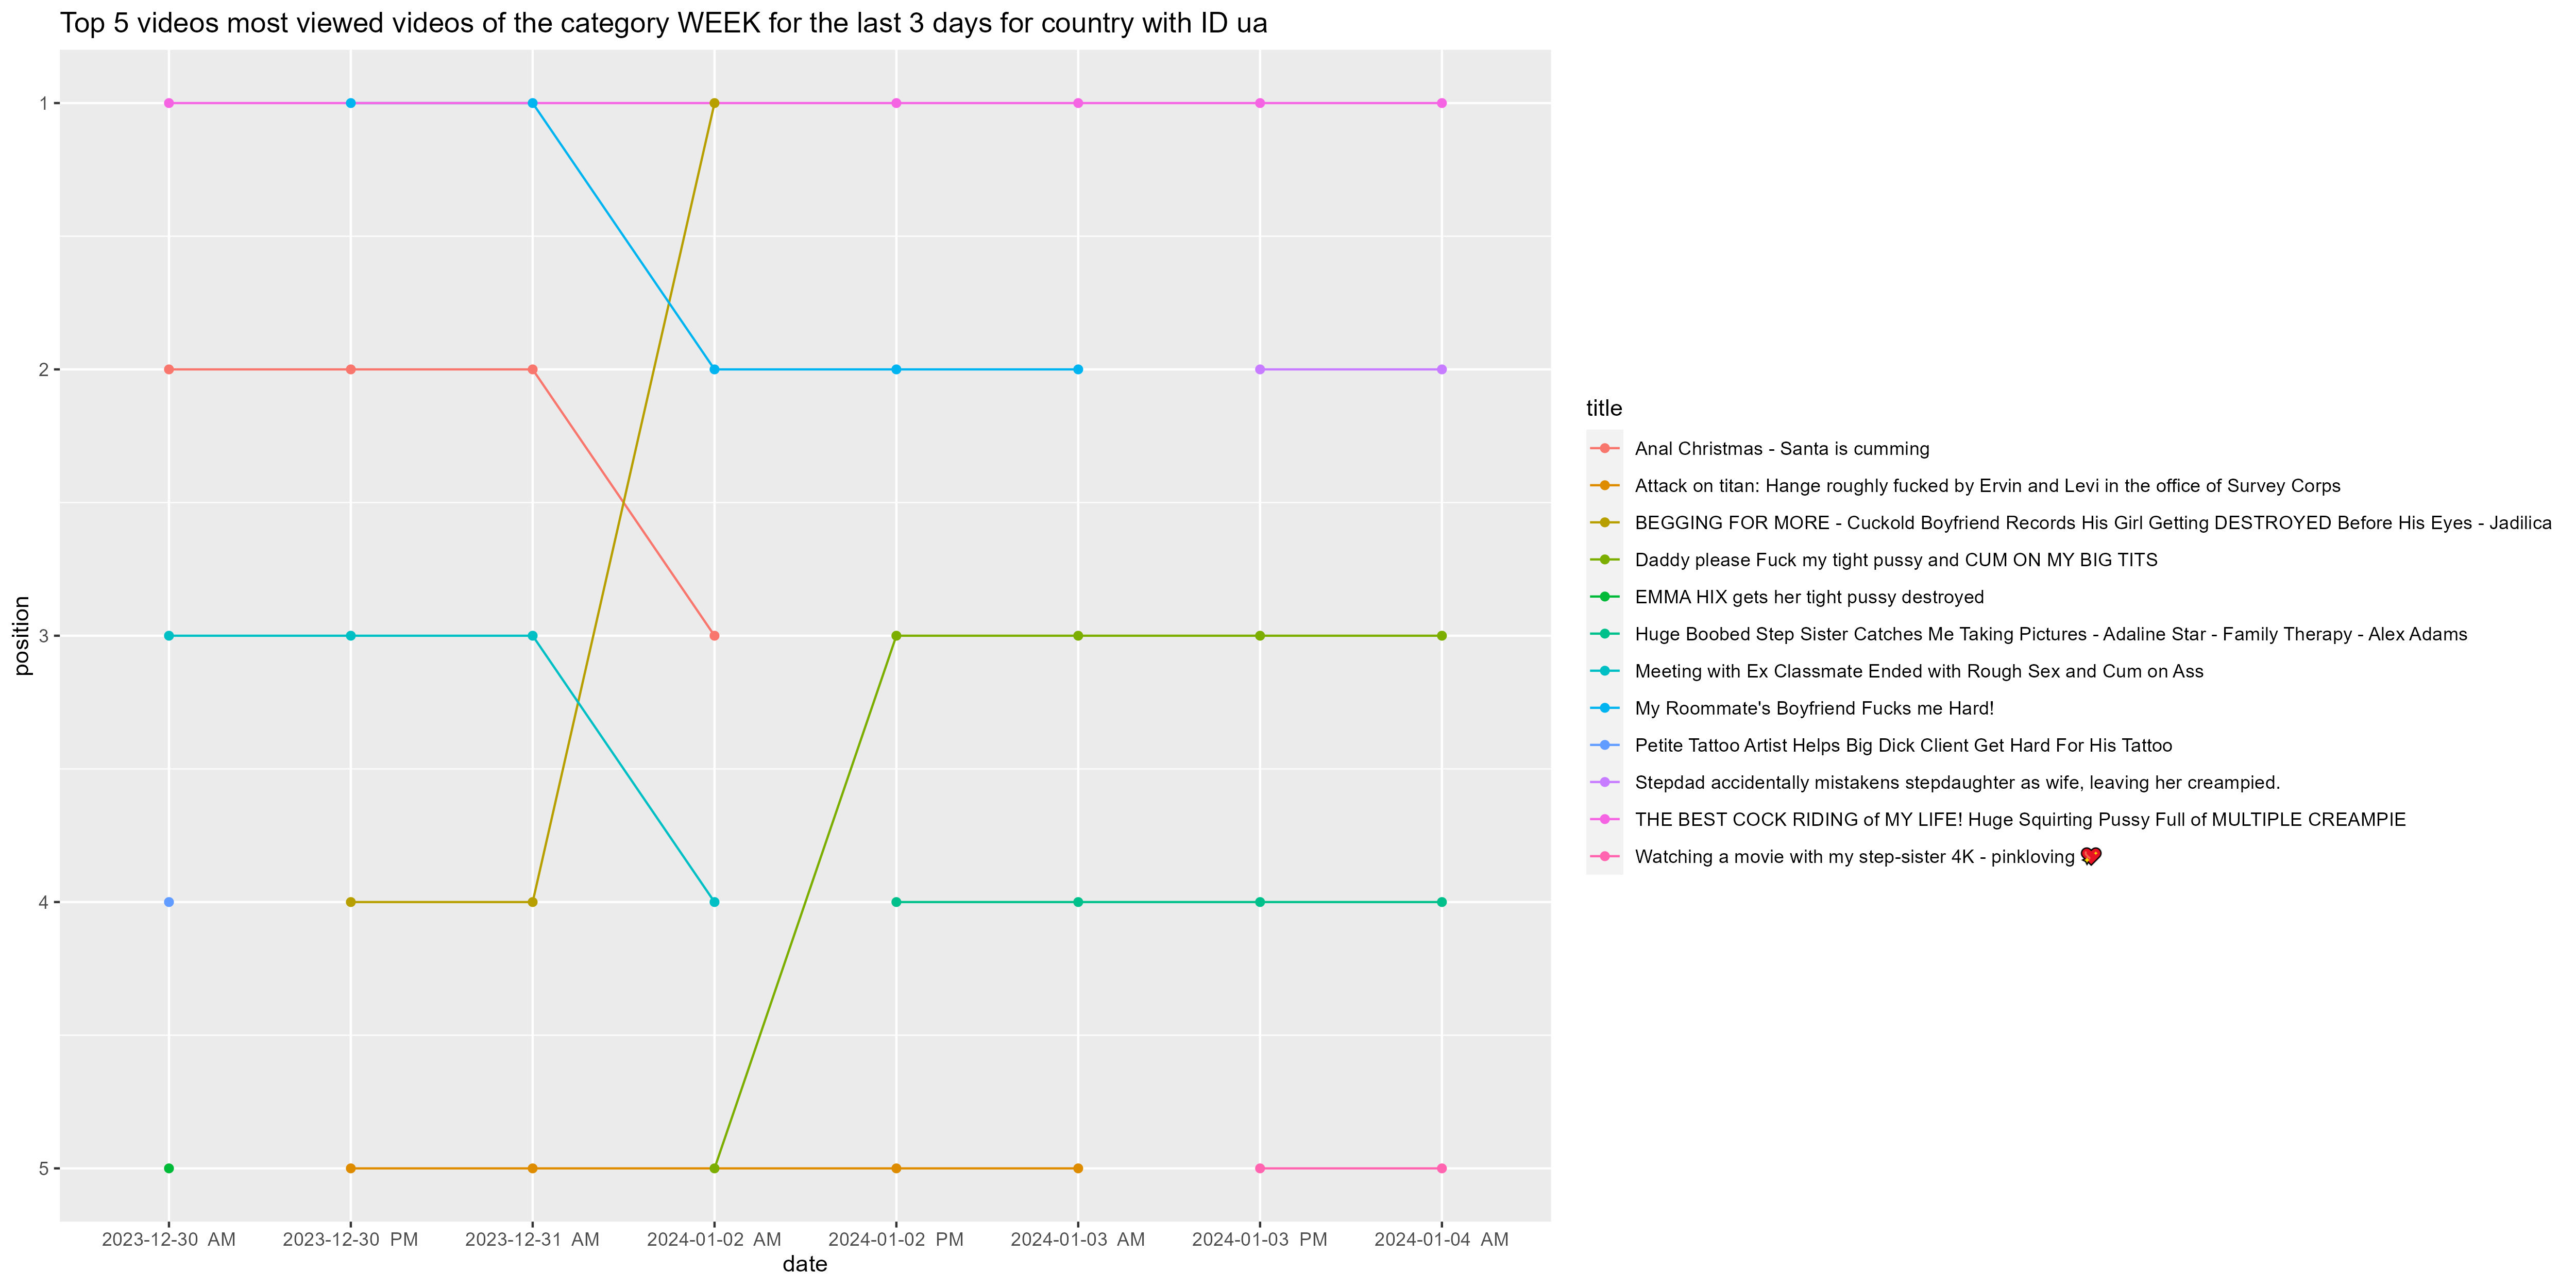 Top 5 videos most viewed videos of the category WEEK for the last 3 days for country with ID ua
position
1
2
3
4
5
2023-12-30 AM
2023-12-30 PM
2023-12-31 AM
2024-01-02 AM
2024-01-02 PM
2024-01-03 AM
2024-01-03 PM
2024-01-04 AM
date
title
Anal Christmas - Santa is cumming
Attack on titan: Hange roughly fucked by Ervin and Levi in the office of Survey Corps
BEGGING FOR MORE - Cuckold Boyfriend Records His Girl Getting DESTROYED Before His Eyes - Jadilica
Daddy please Fuck my tight pussy and CUM ON MY BIG TITS
EMMA HIX gets her tight pussy destroyed
Huge Boobed Step Sister Catches Me Taking Pictures - Adaline Star - Family Therapy - Alex Adams
Meeting with Ex Classmate Ended with Rough Sex and Cum on Ass
My Roommate's Boyfriend Fucks me Hard!
Petite Tattoo Artist Helps Big Dick Client Get Hard For His Tattoo
Stepdad accidentally mistakens stepdaughter as wife, leaving her creampied.
THE BEST COCK RIDING of MY LIFE! Huge Squirting Pussy Full of MULTIPLE CREAMPIE
Watching a movie with my step-sister 4K - pinkloving 💖